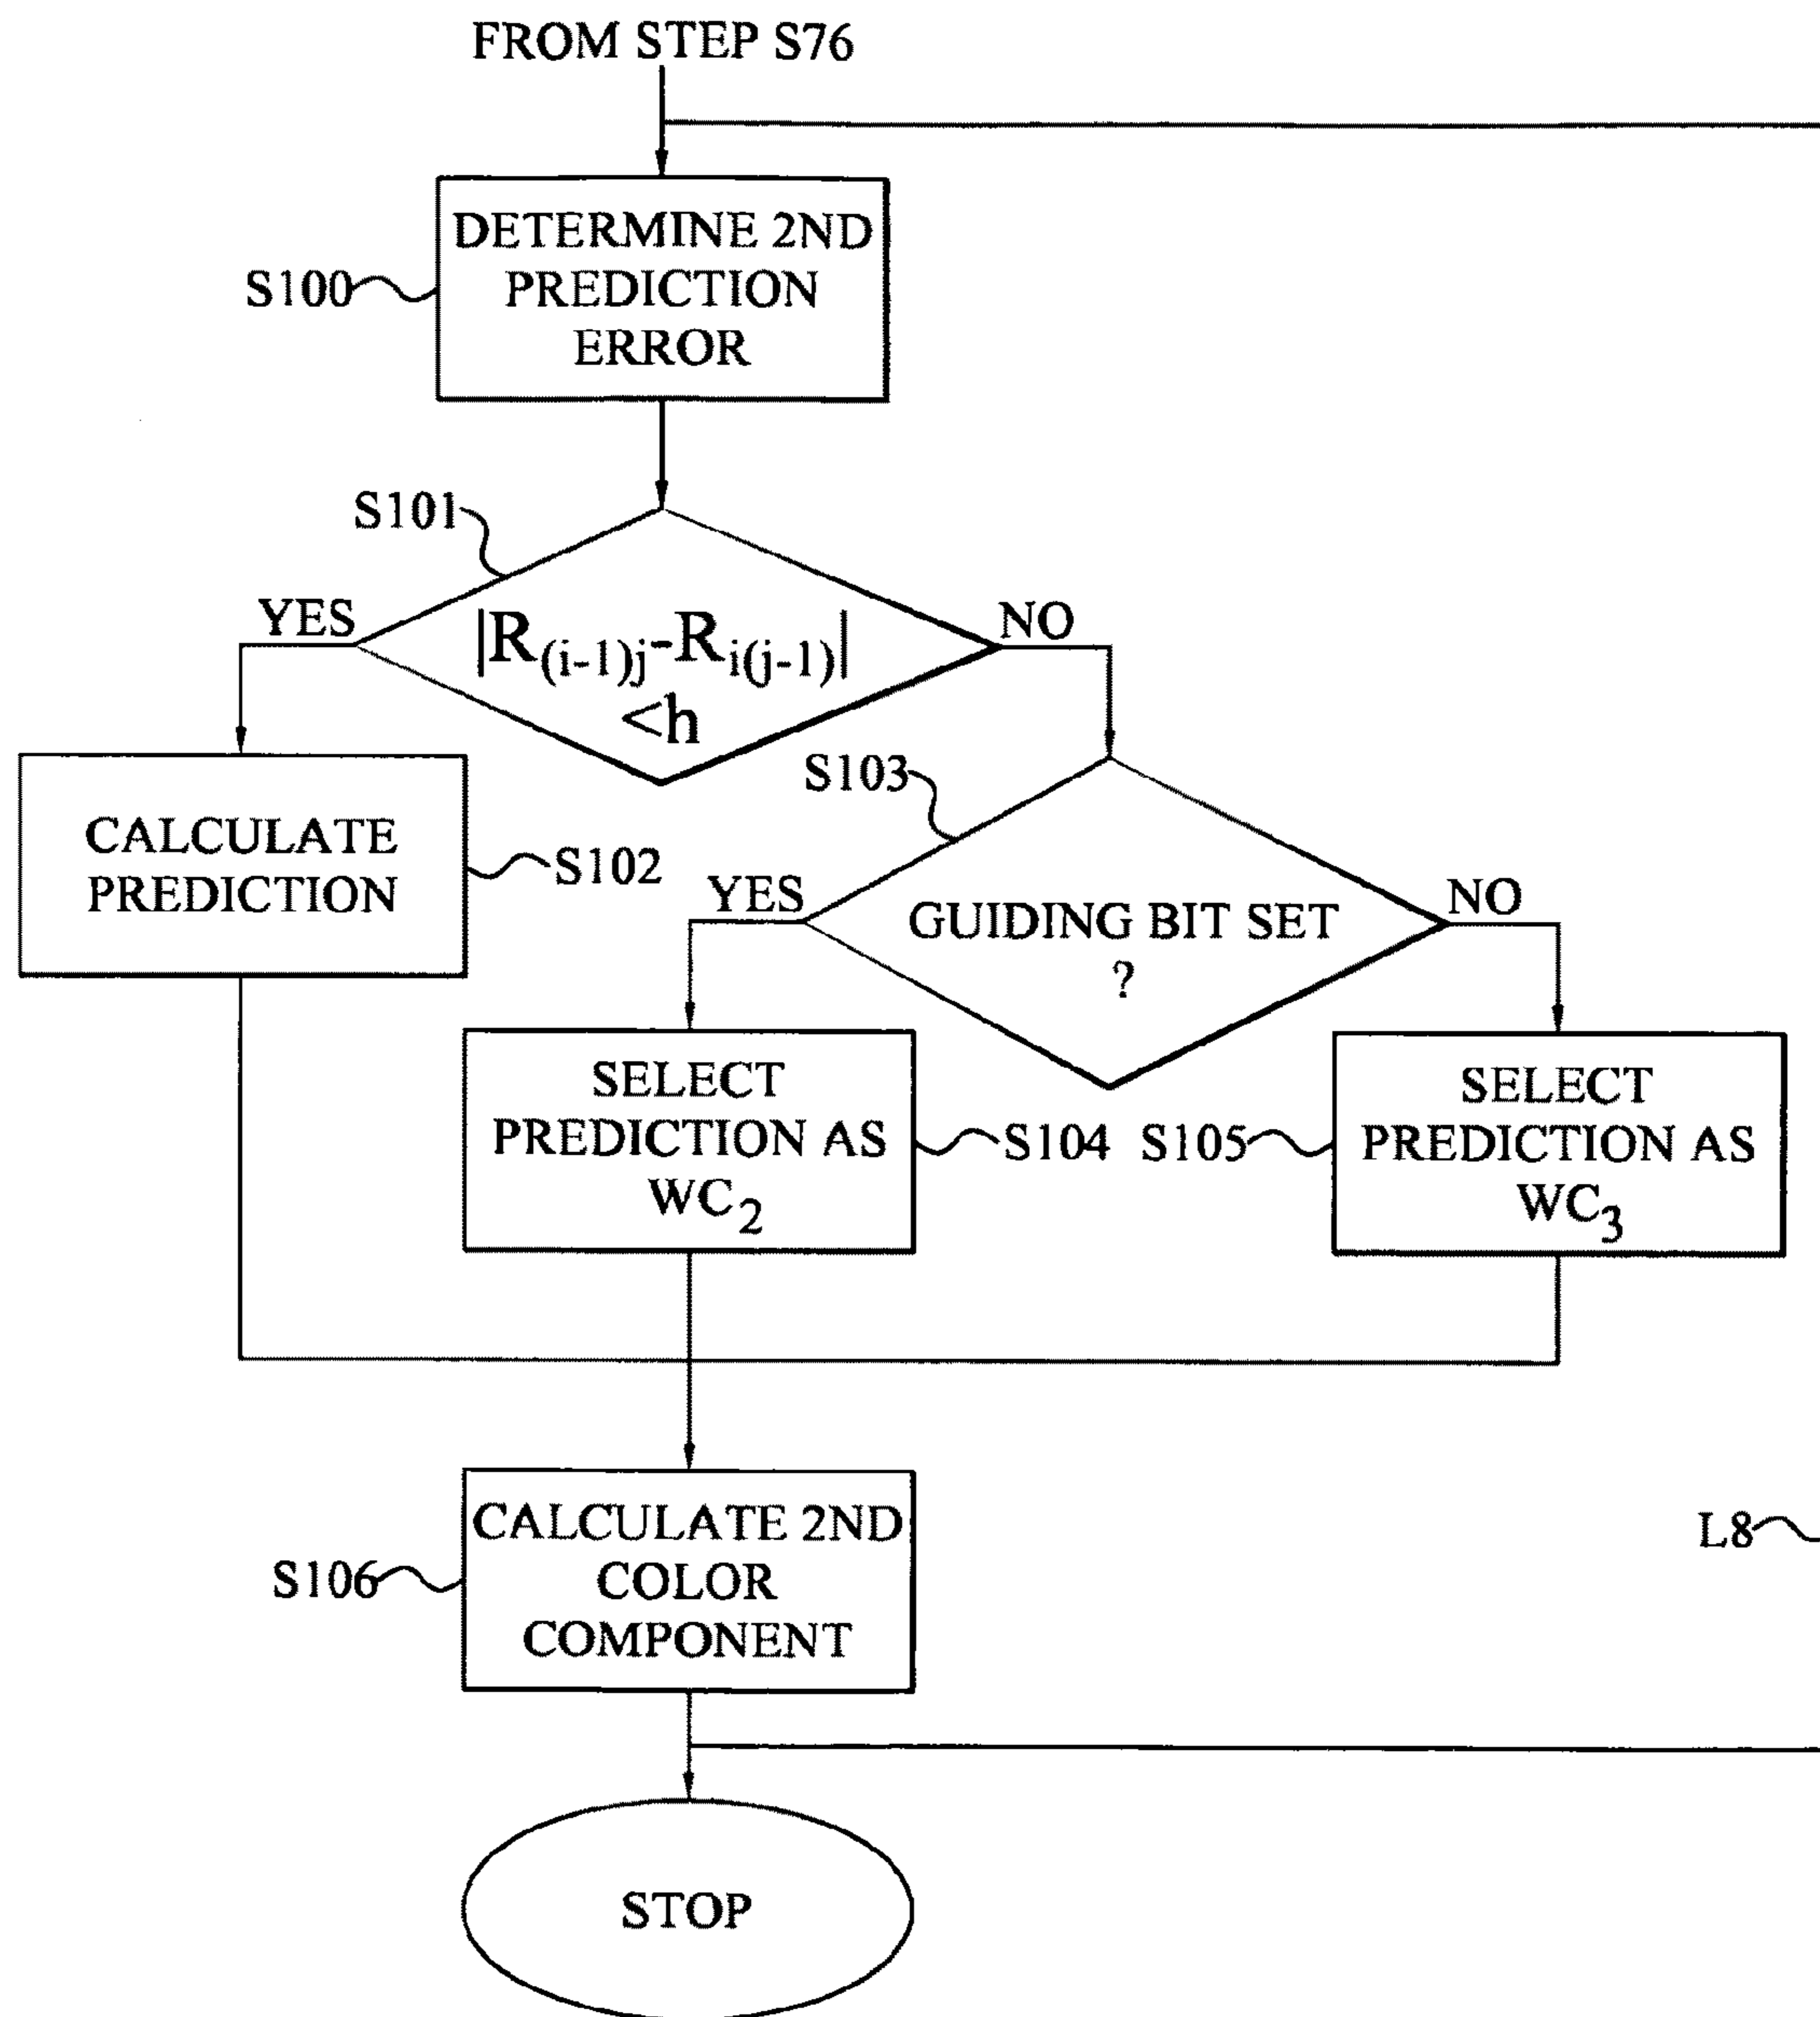 FROM STEP S76
DETERMINE 2ND
PREDICTION
ERROR
S100
S101
YES
NO
|R(i-1)j-Ri(j-1)|
<h
S103
CALCULATE
PREDICTION
S102
YES
NO
GUIDING BIT SET
?
SELECT
PREDICTION AS
WC2
S104
S105
SELECT
PREDICTION AS
WC3
CALCULATE 2ND
COLOR
COMPONENT
S106
L8
STOP